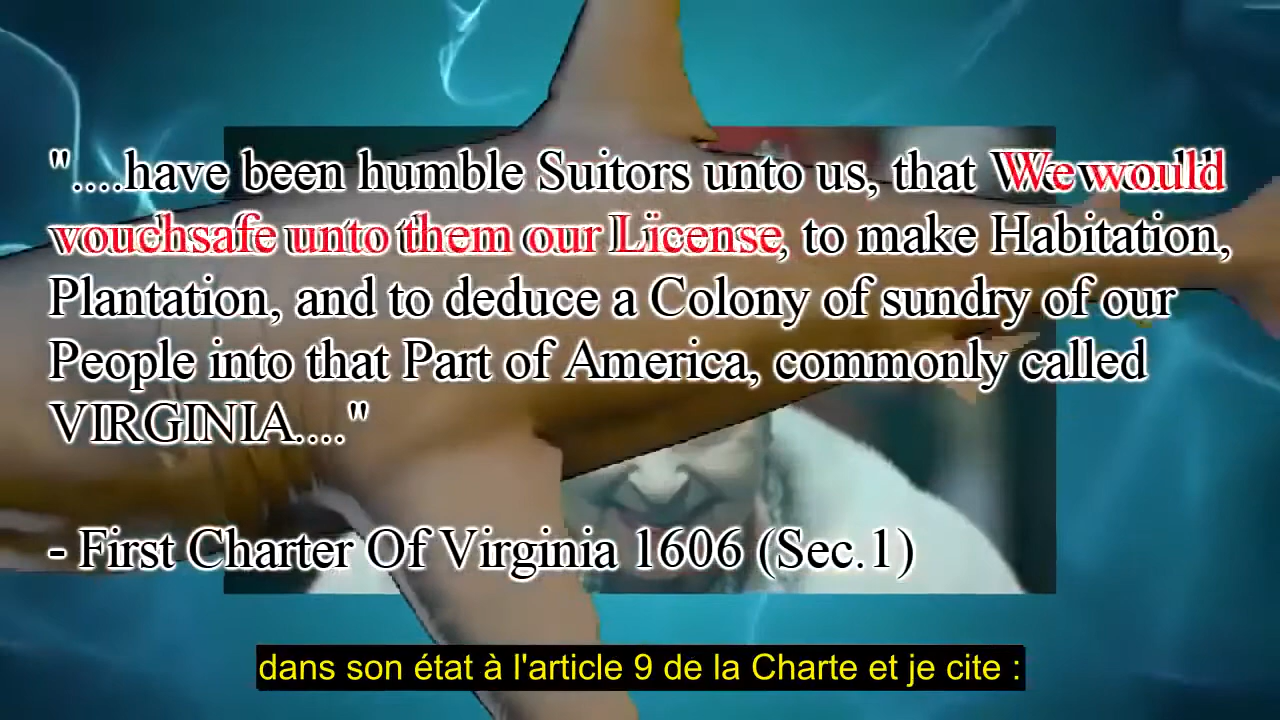 "....have been humble Suitors unto us, that We would
vouchsafe unto them our License, to make Habitation,
Plantation, and to deduce a Colony of sundry of our
People into that Part of America, commonly called
VIRGINIA...."
- First Charter Of Virginia 1606 (Sec.1)
dans son état à l'article 9 de la Charte et je cite :